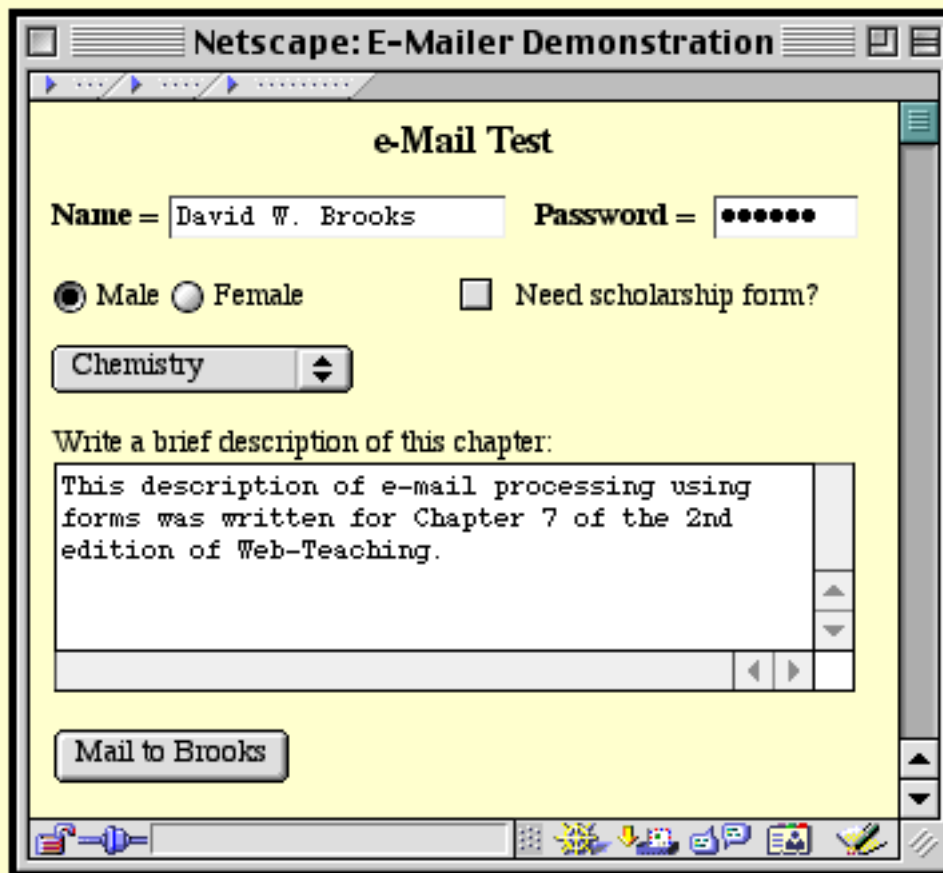 Netscape: E-Mailer Demonstration
e-Mail Test
Name = David W. Brooks Password = ••••••
Male Female Need scholarship form?
Chemistry
Write a brief description of this chapter:
This description of e-mail processing using
forms was written for Chapter 7 of the 2nd
edition of Web-Teaching.
Mail to Brooks